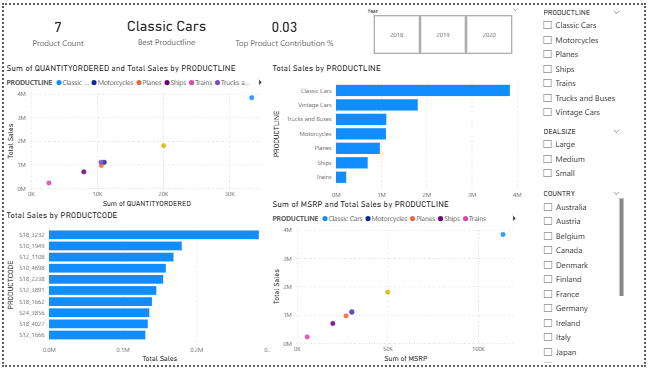 7
Product Count
Classic Cars
Best Productline
0.03
Top Product Contribution %
Year
2018
2019
2020
Sum of QUANTITYORDERED and Total Sales by PRODUCTLINE
PRODUCTLINE Classic ... Motorcycles Planes Ships Trains Trucks a...
Total Sales
4M
3M
2M
1M
0M
0K 10K 20K 30K
Sum of QUANTITYORDERED
Total Sales by PRODUCTLINE
PRODUCTLINE
Classic Cars
Vintage Cars
Trucks and Buses
Motorcycles
Planes
Ships
Trains
0M 1M 2M 3M 4M
Total Sales by PRODUCTCODE
PRODUCTCODE
S18_3232
S10_1949
S12_1108
S10_4698
S18_2238
S12_3891
S18_1662
S24_3856
S18_4027
S12_1666
0.0M 0.1M 0.2M 0..
Total Sales
Sum of MSRP and Total Sales by PRODUCTLINE
PRODUCTLINE Classic Cars Motorcycles Planes Ships Trains
Total Sales
4M
3M
2M
1M
0M
0K 50K 100K
Sum of MSRP
PRODUCTLINE
Classic Cars
Motorcycles
Planes
Ships
Trains
Trucks and Buses
Vintage Cars
DEALSIZE
Large
Medium
Small
COUNTRY
Australia
Austria
Belgium
Canada
Denmark
Finland
France
Germany
Ireland
Italy
Japan